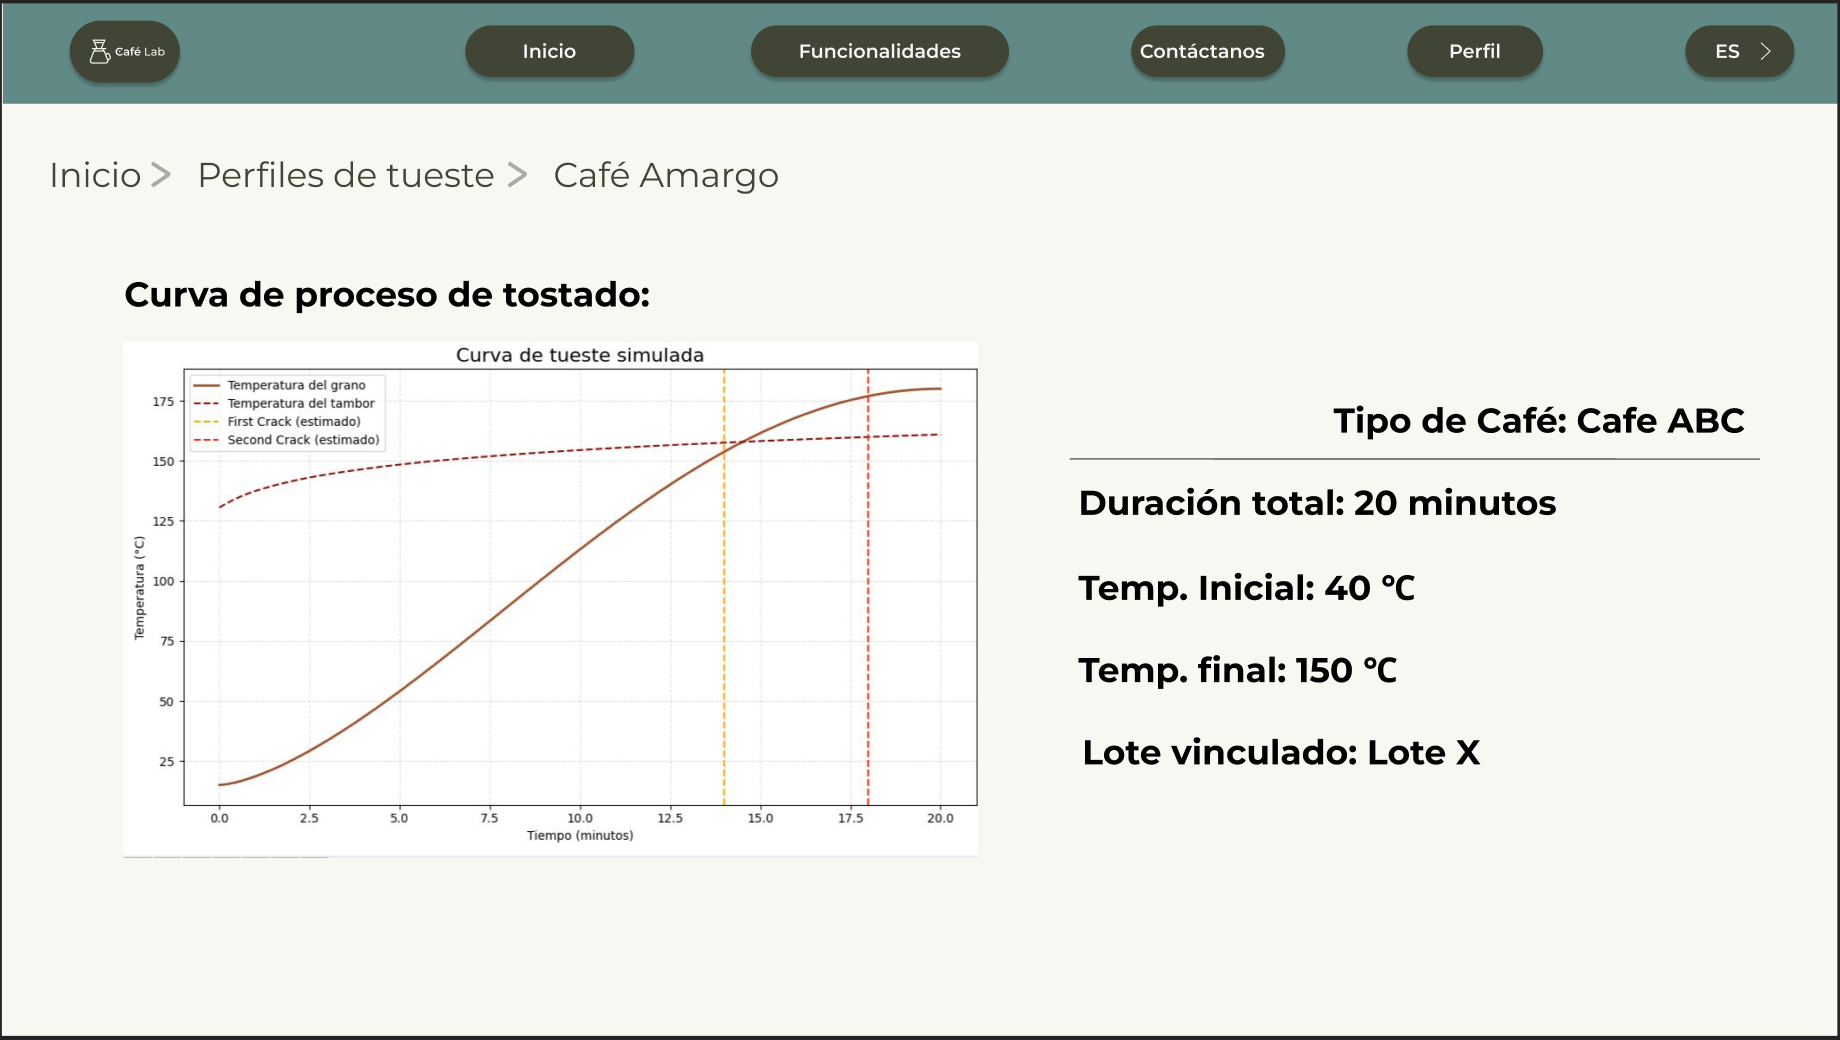 Café Lab
Inicio
Funcionalidades
Contáctanos
Perfil
ES >
Inicio > Perfiles de tueste > Café Amargo
Curva de proceso de tostado:
Curva de tueste simulada
Temperatura del grano
Temperatura del tambor
First Crack (estimado)
Second Crack (estimado)
Temperatura (°C)
175
150
125
100
75
50
25
0.0 2.5 5.0 7.5 10.0 12.5 15.0 17.5 20.0
Tiempo (minutos)
Tipo de Café: Cafe ABC
Duración total: 20 minutos
Temp. Inicial: 40 °C
Temp. final: 150 °C
Lote vinculado: Lote X